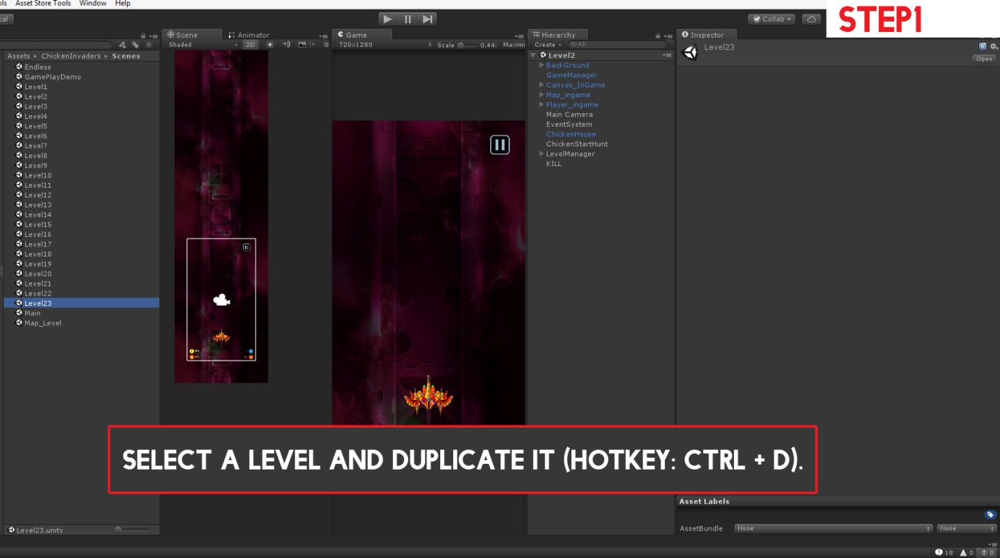 ols Asset Store Tools Window Help
STEP1
cal
Collab
Scene
Animator
Game
Hierarchy
Inspector
Shaded
2D
G
720x1280
Scale
0.44:
Maximi
Create
All
Level23
Open
Assets ▸ ChickenInvaders ▸ Scenes
Endless
GamePlayDemo
Level1
Level2
Level3
Level4
Level5
Level6
Level7
Level8
Level9
Level10
Level11
Level12
Level13
Level14
Level15
Level16
Level17
Level18
Level19
Level20
Level21
Level22
Level23
Main
Map_Level
Level2
BackGround
GameManager
Canvas_InGame
Map_ingame
Player_ingame
Main Camera
EventSystem
ChickenHouse
ChickenStartHunt
LevelManager
KILL
SELECT A LEVEL AND DUPLICATE IT (HOTKEY: CTRL + D).
Asset Labels
AssetBundle
None
None
Level23.unity
18
0
0